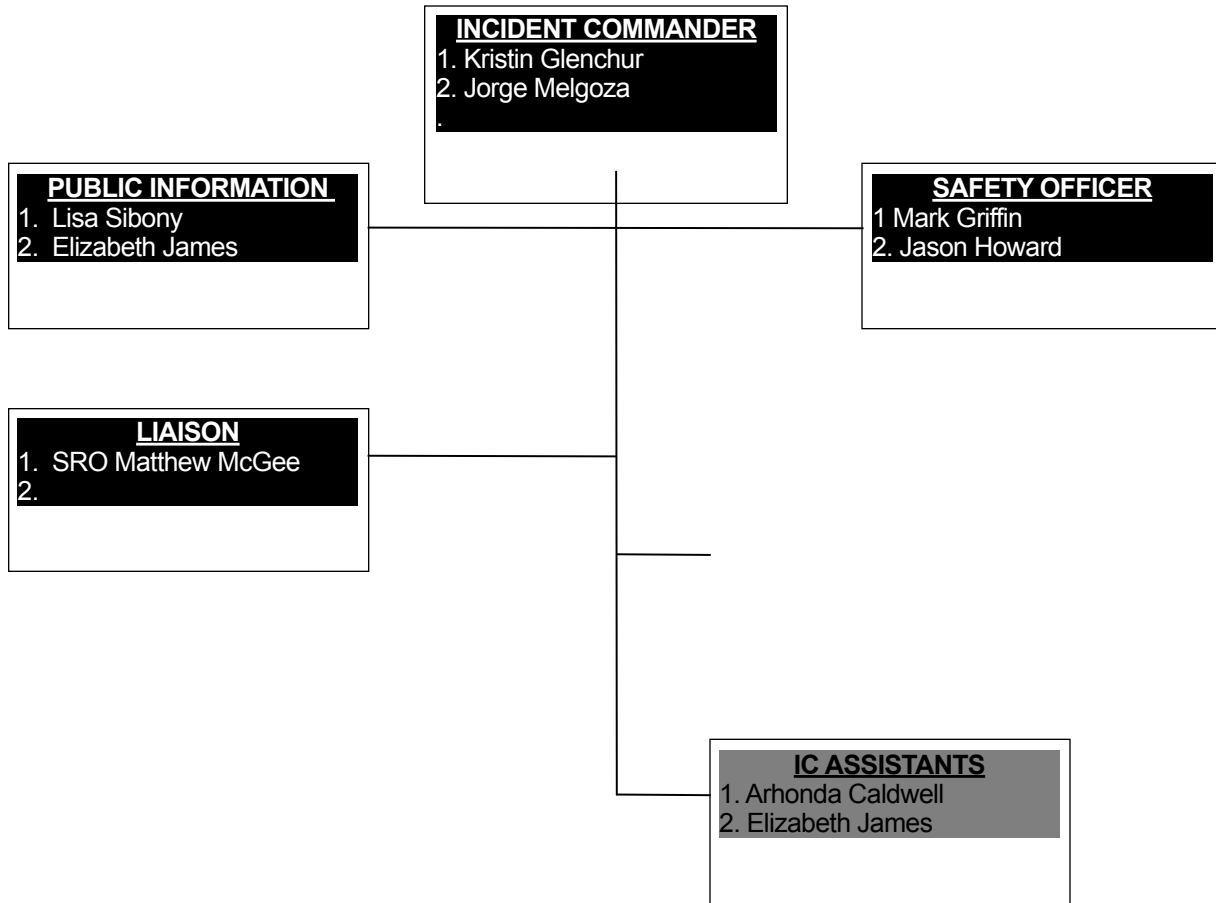 INCIDENT COMMANDER
1. Kristin Glenchur
2. Jorge Melgoza
.
PUBLIC INFORMATION
1. Lisa Sibony
2. Elizabeth James
SAFETY OFFICER
1 Mark Griffin
2. Jason Howard
LIAISON
1. SRO Matthew McGee
2.
IC ASSISTANTS
1. Arhonda Caldwell
2. Elizabeth James